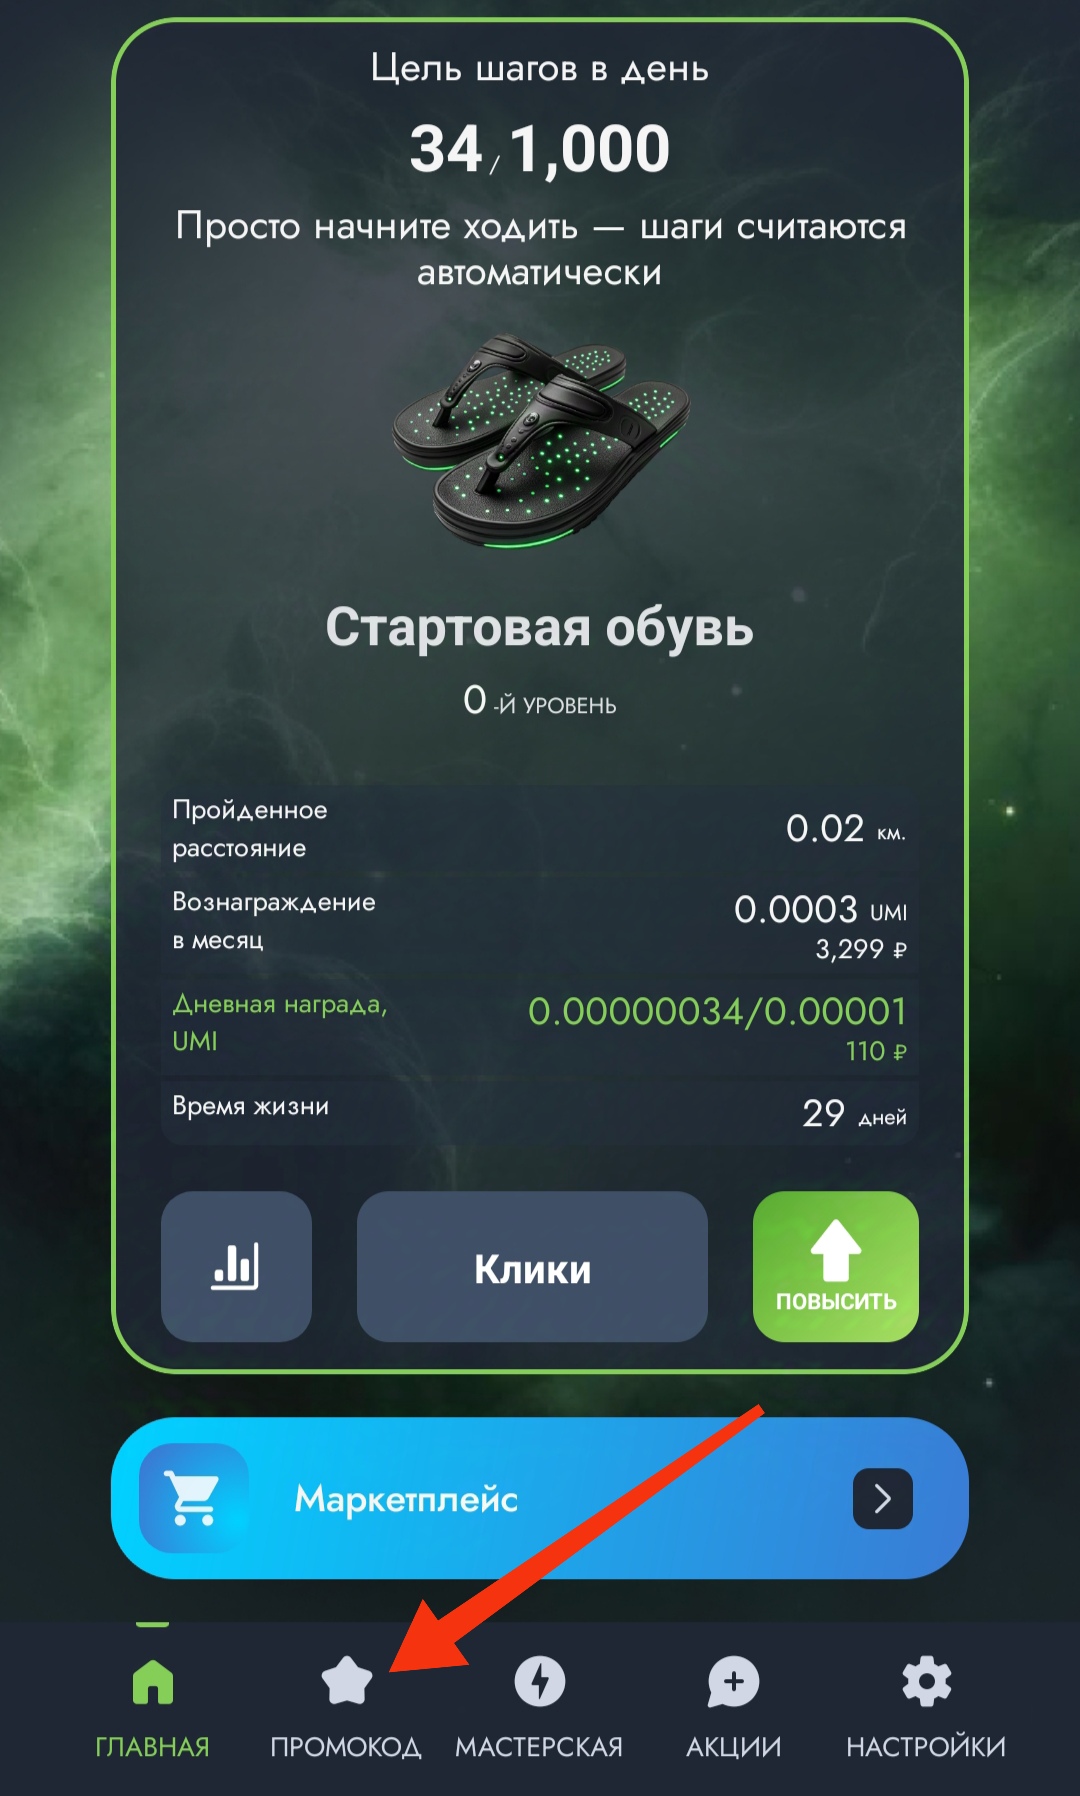 Цель шагов в день
34/1,000
Просто начните ходить — шаги считаются
автоматически
Стартовая обувь
0 -Й УРОВЕНЬ
Пройденное
расстояние
0.02 км.
Вознаграждение
в месяц
0.0003 UMI
3,299 ₽
Дневная награда,
UMI
0.00000034/0.00001
110 ₽
Время жизни
29 дней
Клики
ПОВЫСИТЬ
Маркетплейс
ГЛАВНАЯ
ПРОМОКОД
МАСТЕРСКАЯ
АКЦИИ
НАСТРОЙКИ